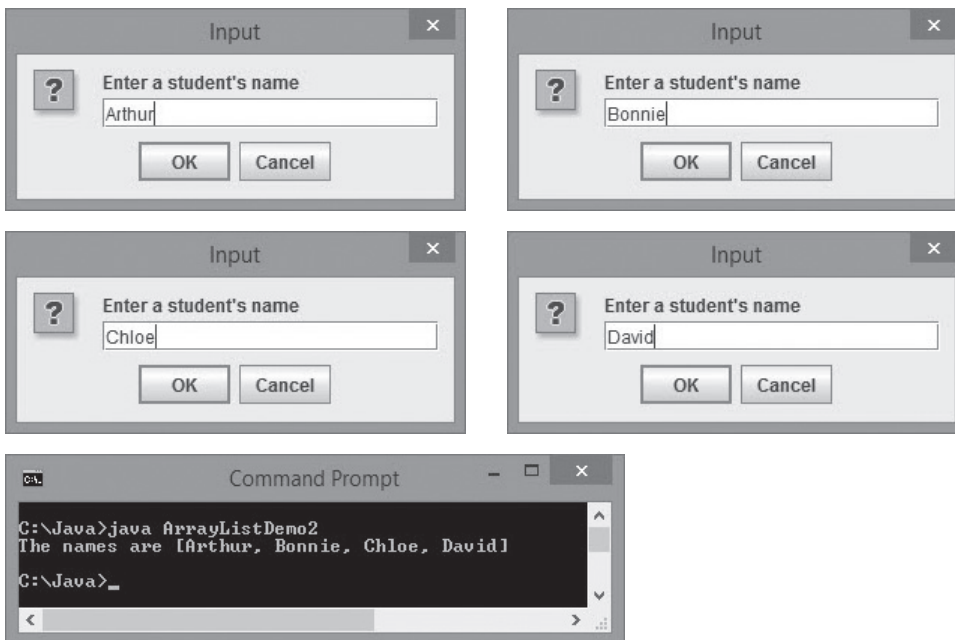 Input
Enter a student's name
Arthur
OK Cancel
Input
Enter a student's name
Bonnie
OK Cancel
Input
Enter a student's name
Chloe
OK Cancel
Input
Enter a student's name
David
OK Cancel
Command Prompt
C:\Java>java ArrayListDemo2
The names are [Arthur, Bonnie, Chloe, David]
C:\Java>_